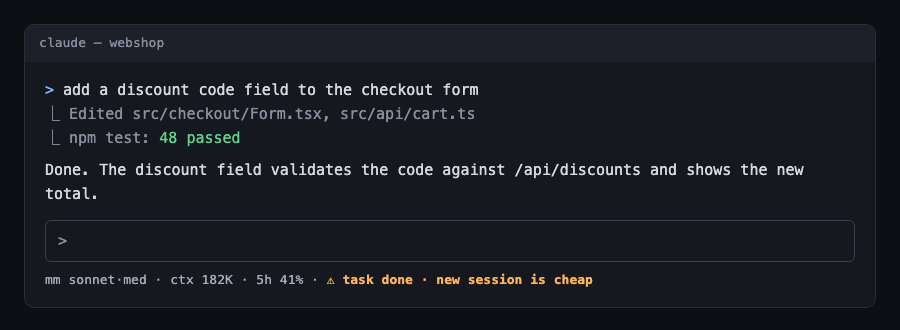 claude — webshop
> add a discount code field to the checkout form
⎿ Edited src/checkout/Form.tsx, src/api/cart.ts
⎿ npm test: 48 passed
Done. The discount field validates the code against /api/discounts and shows the new
total.
>
mm sonnet·med · ctx 182K · 5h 41% · ⚠ task done · new session is cheap